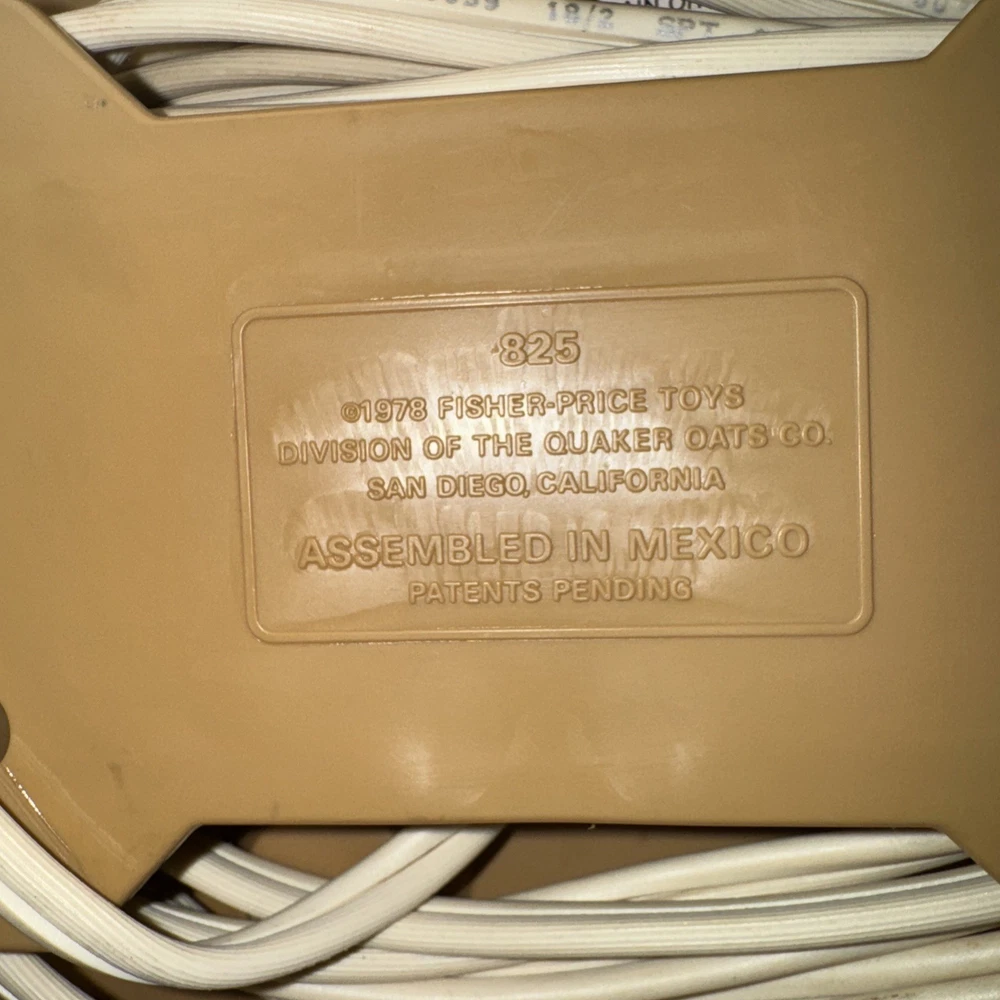 18/2 SPT
825
©1978 FISHER-PRICE TOYS
DIVISION OF THE QUAKER OATS CO.
SAN DIEGO, CALIFORNIA
ASSEMBLED IN MEXICO
PATENTS PENDING